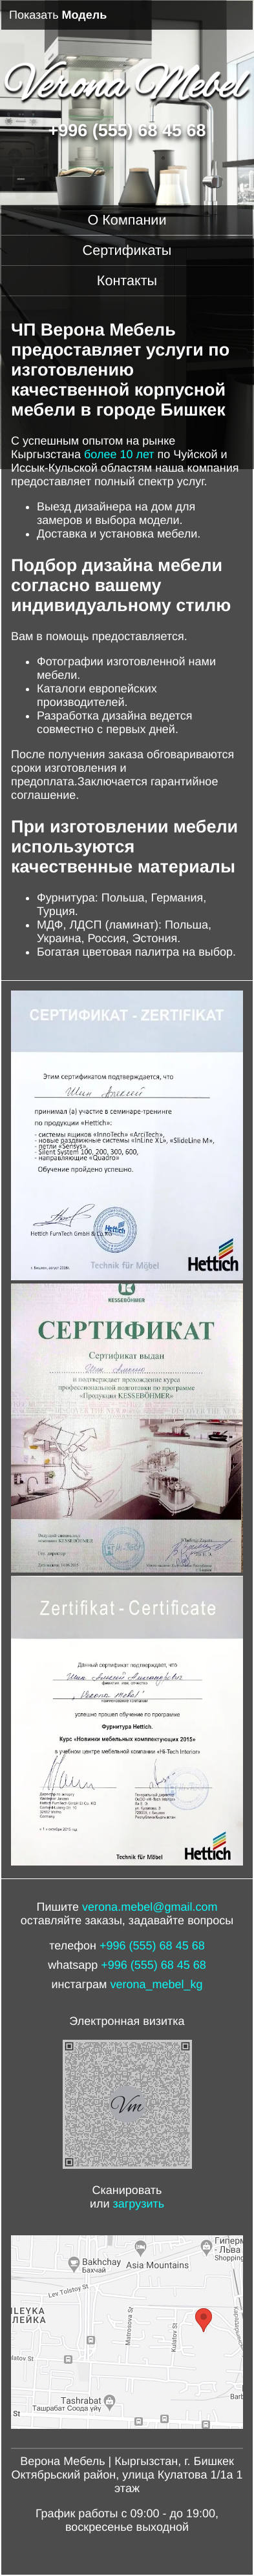 Показать Модель
Verona Mebel
+996 (555) 68 45 68
О Компании
Сертификаты
Контакты
ЧП Верона Мебель
предоставляет услуги по
изготовлению
качественной корпусной
мебели в городе Бишкек
С успешным опытом на рынке
Кыргызстана более 10 лет по Чуйской и
Иссык-Кульской областям наша компания
предоставляет полный спектр услуг.
Выезд дизайнера на дом для
замеров и выбора модели.
Доставка и установка мебели.
Подбор дизайна мебели
согласно вашему
индивидуальному стилю
Вам в помощь предоставляется.
Фотографии изготовленной нами
мебели.
Каталоги европейских
производителей.
Разработка дизайна ведется
совместно с первых дней.
После получения заказа обговариваются
сроки изготовления и
предоплата.Заключается гарантийное
соглашение.
При изготовлении мебели
используются
качественные материалы
Фурнитура: Польша, Германия,
Турция.
МДФ, ЛДСП (ламинат): Польша,
Украина, Россия, Эстония.
Богатая цветовая палитра на выбор.
СЕРТИФИКАТ - ZERTIFIKAT
Этим сертификатом подтверждается, что
Шин Алексей
принимал (а) участие в семинаре-тренинге
по продукции «Hettich»:
- системы ящиков «InnoTech» «ArciTech»,
- новые раздвижные системы «InLine XL», «SlideLine M»,
- петли «Sensys»,
- Silent System 100, 200, 300, 600,
- направляющие «Quadro»
Обучение пройдено успешно.
Hettich FurnTech GmbH & Co.KG
Technik für Möbel
Hettich
KESSEBÖHMER
СЕРТИФИКАТ
Сертификат выдан
и подтверждает прохождение курса
профессиональной подготовки по программе
«Продукция KESSEBÖHMER»
Zertifikat - Certificate
Данный сертификат подтверждает, что
Шин Алексей
"Verona mebel"
успешно прошел обучение по программе
Фурнитура Hettich.
Курс «Новинки мебельных комплектующих 2015»
в учебном центре мебельной компании «Hi-Tech Interior»
Technik für Möbel
Hettich
Пишите verona.mebel@gmail.com
оставляйте заказы, задавайте вопросы
телефон +996 (555) 68 45 68
whatsapp +996 (555) 68 45 68
инстаграм verona_mebel_kg
Электронная визитка
Vm
Сканировать
или загрузить
Гиперм
- Льва
Shopping
Bakhchay
Бахчай
Asia Mountains
Lev Tolstoy St
ILEYKA
ЛЕЙКА
Matrosova St
Kulatov St
latov St
Tashrabat
Ташрабат Соода үйү
Bart
St
Верона Мебель | Кыргызстан, г. Бишкек
Октябрьский район, улица Кулатова 1/1а 1
этаж
График работы с 09:00 - до 19:00,
воскресенье выходной